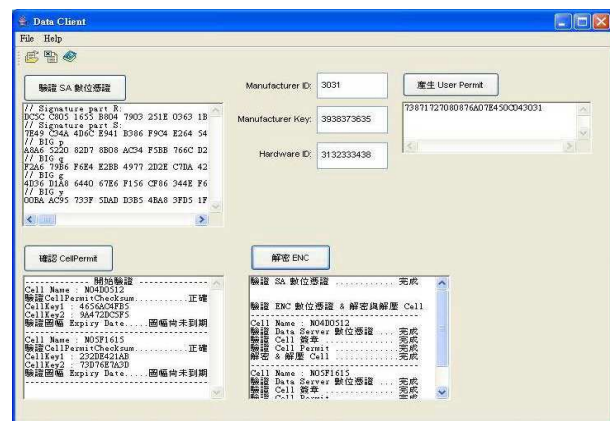 Data Client
File Help
驗證 SA 數位憑證
Manufacturer ID:
3031
產生 User Permit
// Signature part R:
DC5C C805 1655 B804 7903 251E 0363 1B
// Signature part S:
7E49 C34A 4D6C E941 B386 F9C4 E264 54
// BIG p
A8A6 5220 82D7 8B08 AC34 F5BB 766C D2
// BIG q
F2A6 79B6 F6E4 E2BB 4977 2D2E C7DA 42
// BIG g
4D36 D1A8 6440 67E6 F156 CF86 344E F6
// BIG y
00BA AC95 733F 5DAD D3B5 4BA8 3FD5 1F
Manufacturer Key:
3938373635
Hardware ID:
3132333438
73871727080876A07E450C043031
確認 CellPermit
解密 ENC
開始驗證
Cell Name : NO4D0512
驗證CellPermitChecksum..........正確
CellKey1 : 4656AC4FB5
CellKey2 : 9A472DC5F5
驗證圖幅 Expiry Date.....圖幅尚未到期
Cell Name : NO5F1615
驗證CellPermitChecksum..........正確
CellKey1 : 232DE421AB
CellKey2 : 73D76E7A3D
驗證圖幅 Expiry Date.....圖幅尚未到期
驗證 SA 數位憑證 ............ 完成
驗證 ENC 數位憑證 & 解密與解壓 Cell
Cell Name : NO4D0512
驗證 Data Server 數位憑證 ... 完成
驗證 Cell 簽章 .............. 完成
驗證 Cell Permit ............ 完成
解密 & 解壓 Cell ............ 完成
Cell Name : NO5F1615
驗證 Data Server 數位憑證 ... 完成
驗證 Cell 簽章 .............. 完成
驗證 Cell Permit ............ 完成